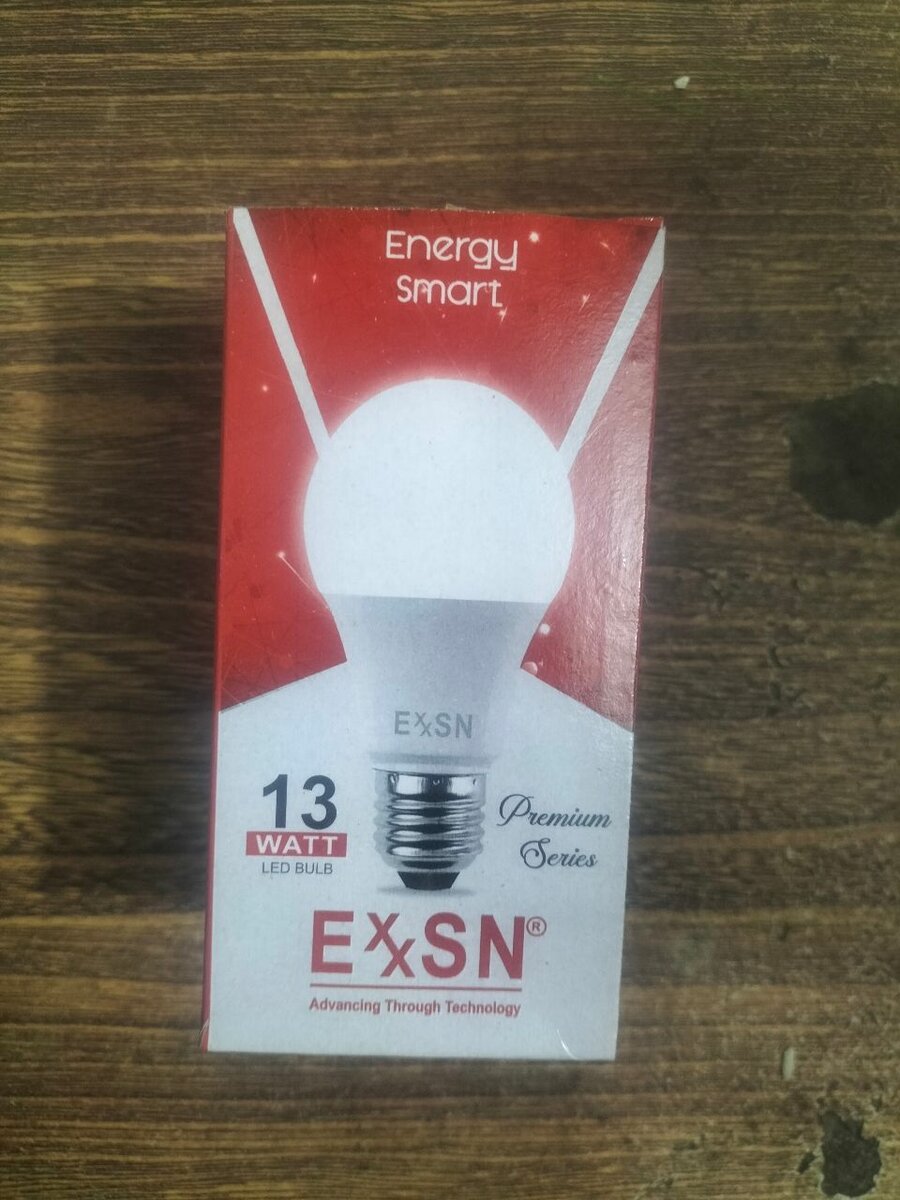 Energy
smart
EXXSN
13
WATT
LED BULB
Premium
Series
EXXSN®
Advancing Through Technology